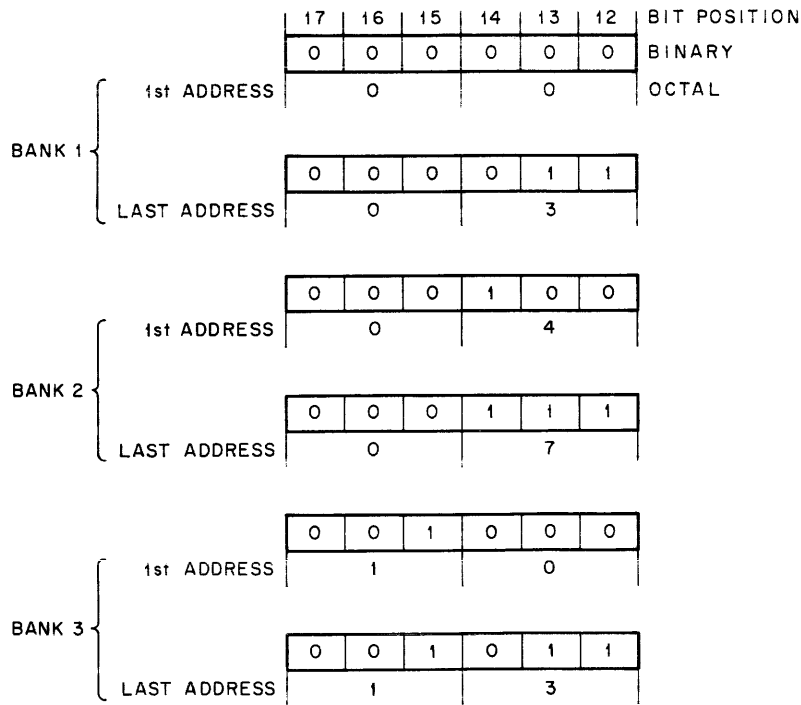 17 16 15 14 13 12 BIT POSITION
0 0 0 0 0 0 BINARY
1st ADDRESS 0 0 OCTAL
BANK 1
0 0 0 0 1 1
LAST ADDRESS 0 3
0 0 0 1 0 0
1st ADDRESS 0 4
BANK 2
0 0 0 1 1 1
LAST ADDRESS 0 7
0 0 1 0 0 0
1st ADDRESS 1 0
BANK 3
0 0 1 0 1 1
LAST ADDRESS 1 3